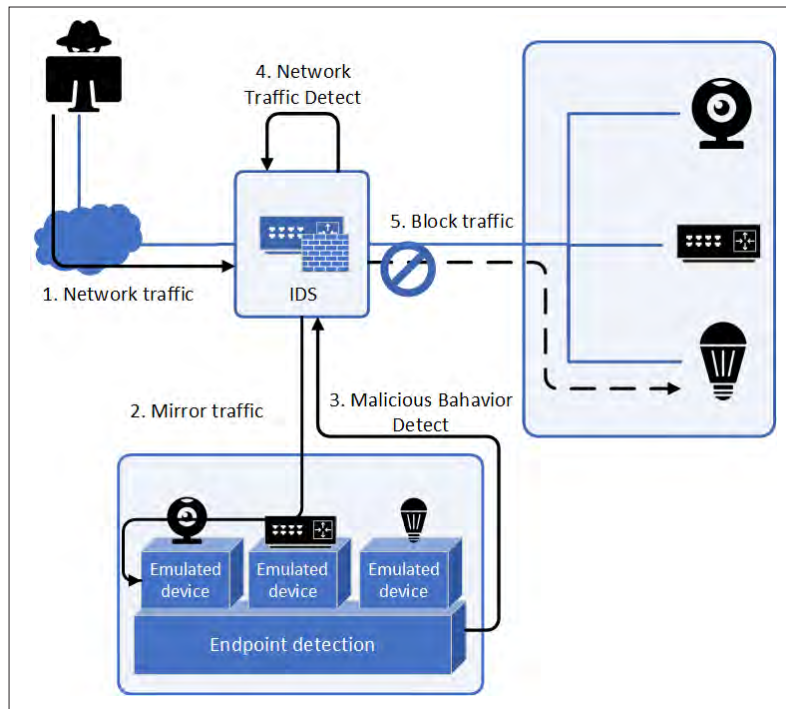 4. Network
Traffic Detect
5. Block traffic
IDS
1. Network traffic
2. Mirror traffic
3. Malicious Bahavior
Detect
Emulated
device
Emulated
device
Emulated
device
Endpoint detection